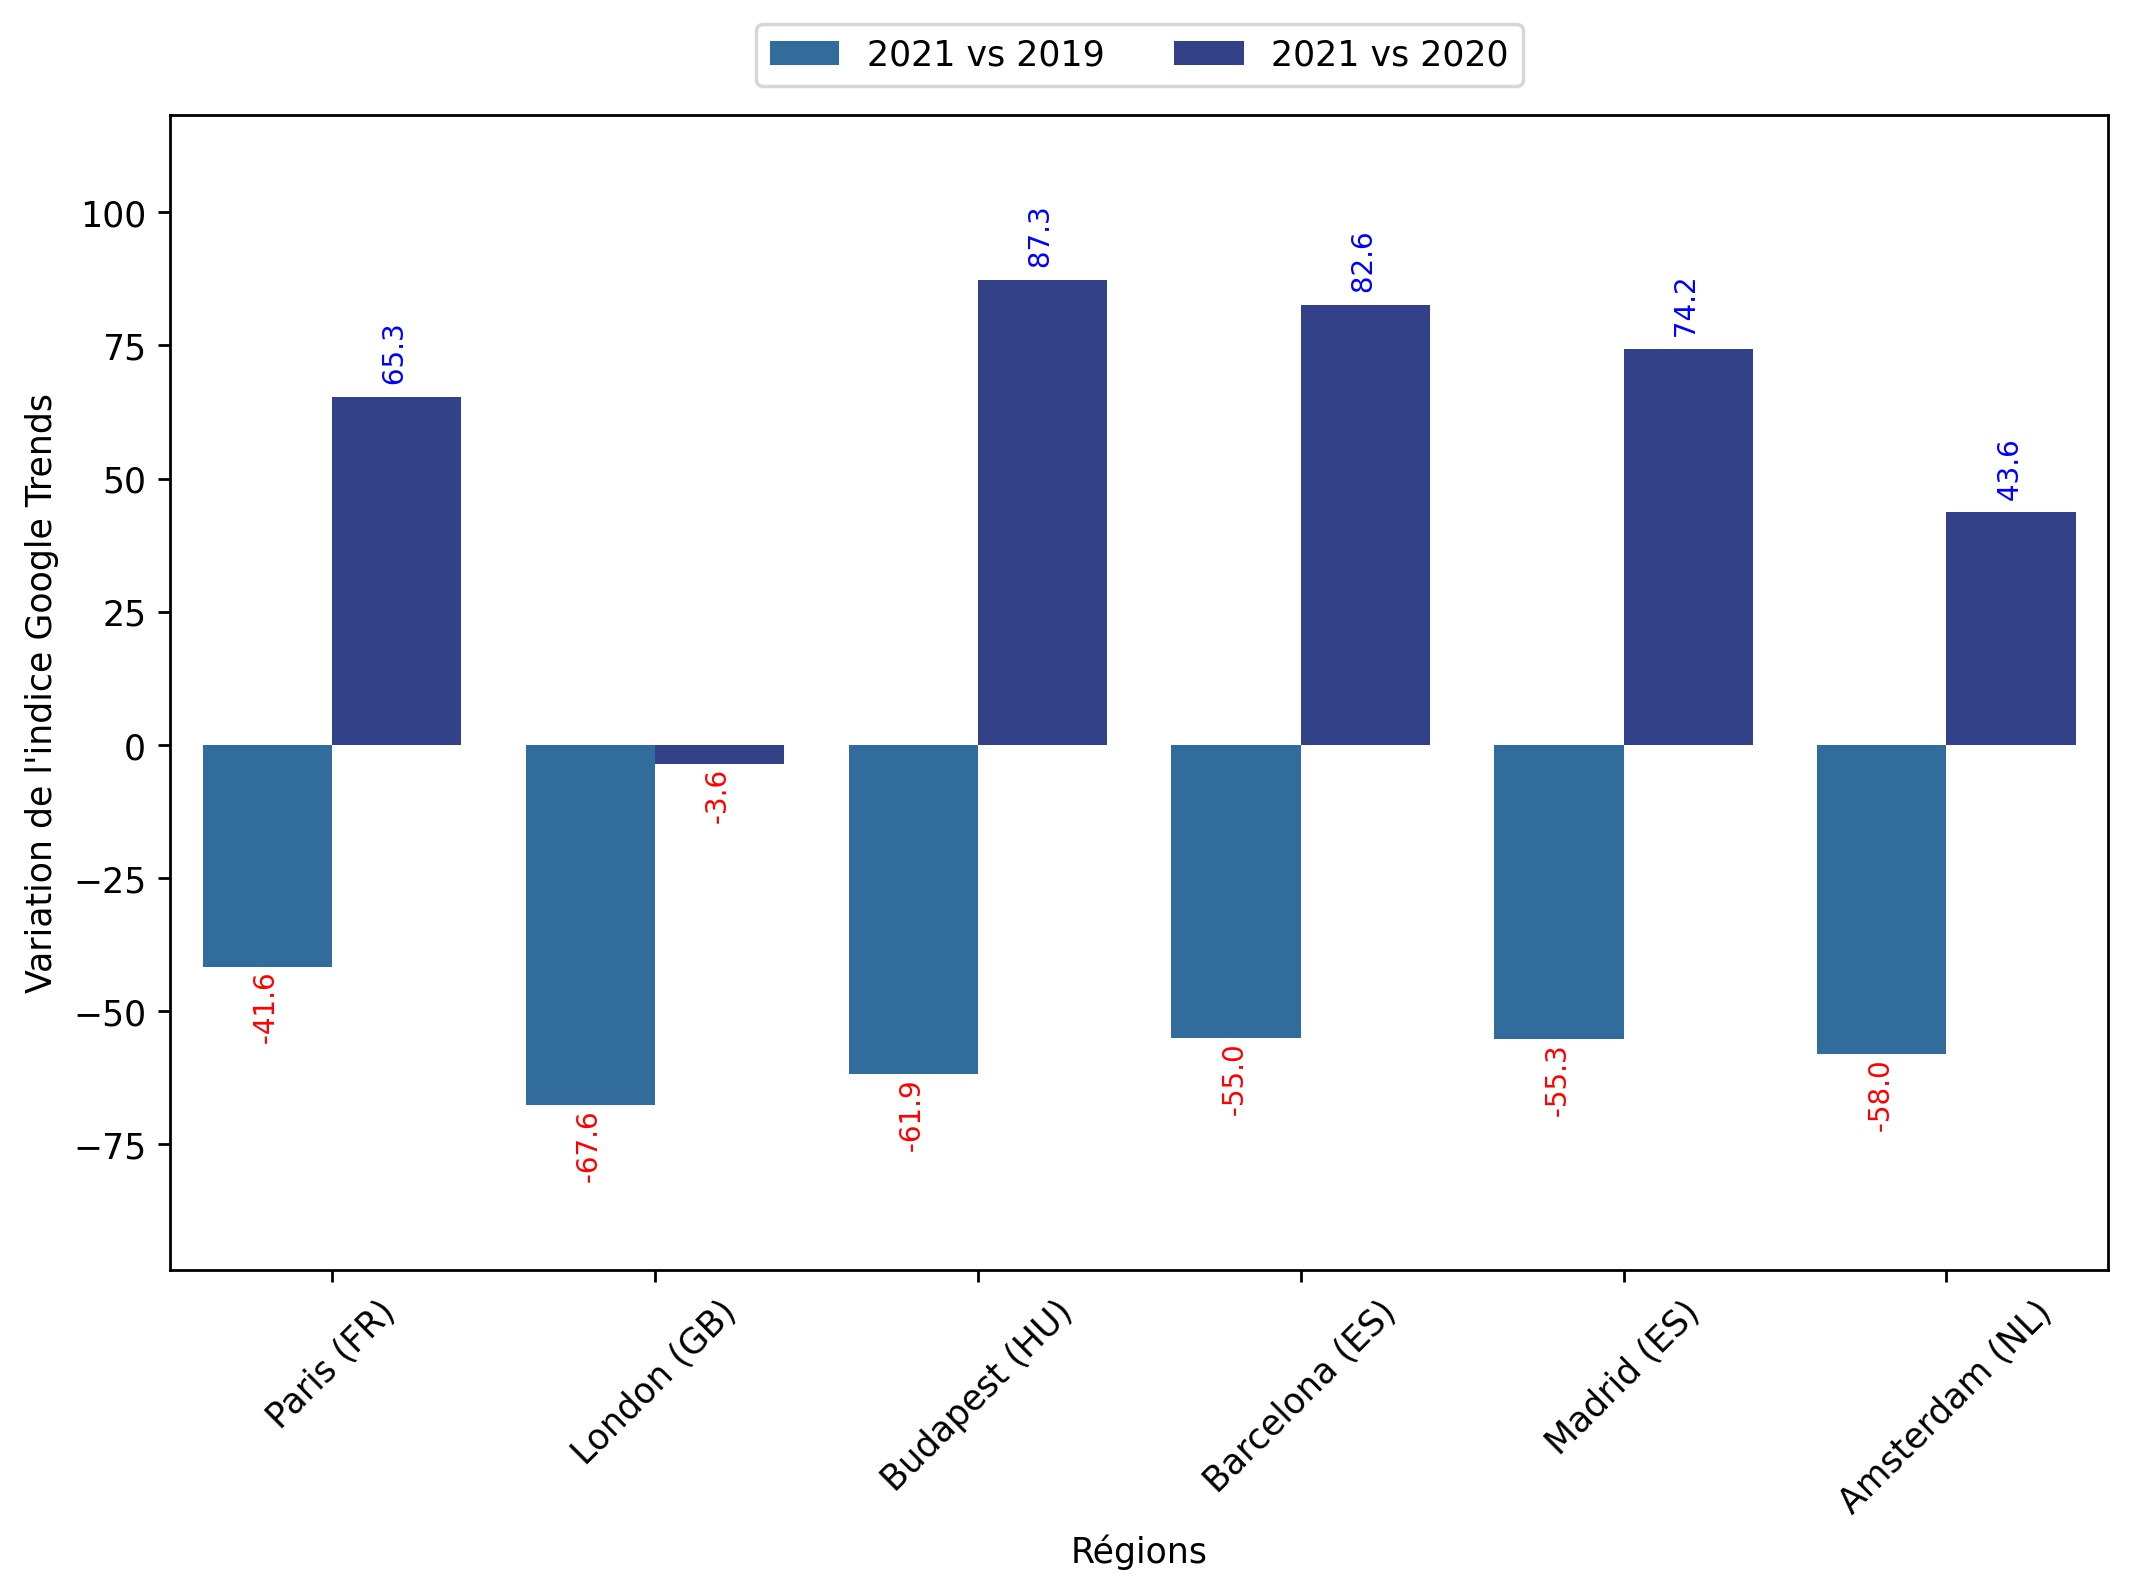 2021 vs 2019
2021 vs 2020
Variation de l'indice Google Trends
100
75
50
25
0
−25
−50
−75
-41.6
65.3
-67.6
-3.6
-61.9
87.3
-55.0
82.6
-55.3
74.2
-58.0
43.6
Paris (FR)
London (GB)
Budapest (HU)
Barcelona (ES)
Madrid (ES)
Amsterdam (NL)
Régions